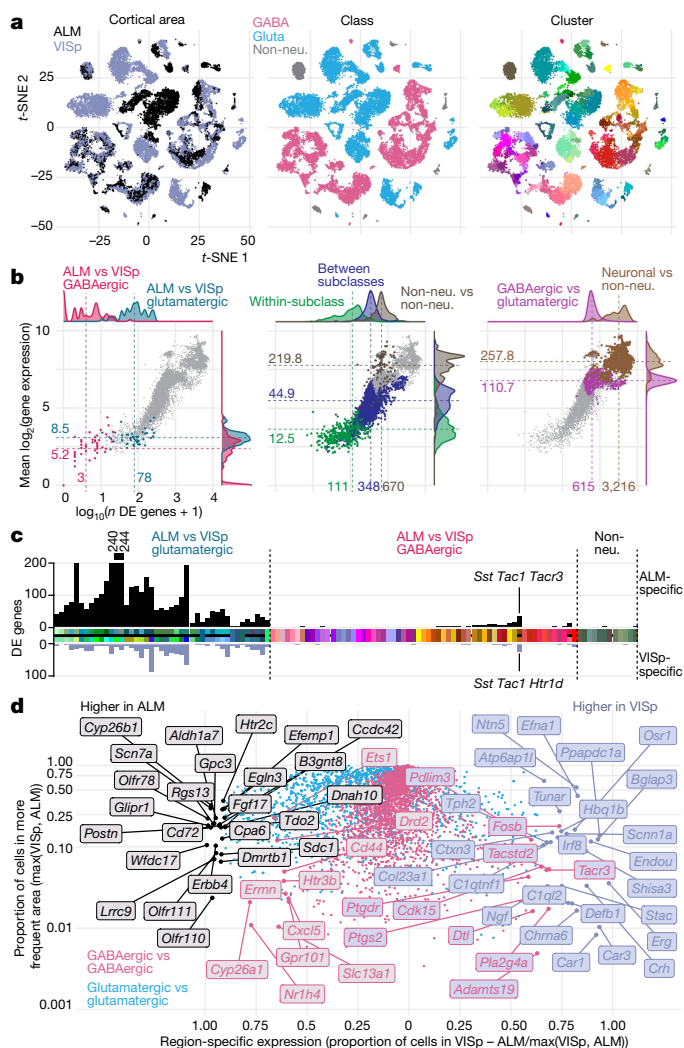 a
Cortical area
ALM
VISp
Class
GABA
Gluta
Non-neu.
Cluster
t-SNE 2
25
0
−25
−50
−25
0
25
50
t-SNE 1
b
ALM vs VISp
GABAergic
ALM vs VISp
glutamatergic
Between
subclasses
Within-subclass
Non-neu. vs
non-neu.
GABAergic vs
glutamatergic
Neuronal vs
non-neu.
Mean log2(gene expression)
10
5
0
8.5
5.2
3
78
0
1
2
3
4
log10(n DE genes + 1)
219.8
44.9
12.5
111
348
670
257.8
110.7
615
3,216
c
240
244
ALM vs VISp
glutamatergic
ALM vs VISp
GABAergic
Non-
neu.
DE genes
200
100
0
0
100
Sst Tac1 Tacr3
Sst Tac1 Htr1d
ALM-
specific
VISp-
specific
d
Higher in ALM
Higher in VISp
Cyp26b1
Aldh1a7
Htr2c
Efemp1
Ccdc42
Scn7a
Gpc3
B3gnt8
Olfr78
Rgs13
Egln3
Glipr1
Fgf17
Dnah10
Postn
Cd72
Cpa6
Tdo2
Wfdc17
Dmrtb1
Sdc1
Erbb4
Lrrc9
Olfr111
Olfr110
Ets1
Pdlim3
Tph2
Drd2
Cd44
Htr3b
Ermn
Cxcl5
Gpr101
Cyp26a1
Slc13a1
Nr1h4
Ntn5
Efna1
Osr1
Atp6ap1l
Ppapdc1a
Bglap3
Tunar
Hbq1b
Fosb
Scnn1a
Ctxn3
Tacstd2
Irf8
Endou
Col23a1
C1qtnf1
Tacr3
Shisa3
Ptgdr
Cdk15
C1ql2
Stac
Ptgs2
Ngf
Defb1
Dtl
Chrna6
Erg
Pla2g4a
Car1
Car3
Crh
Adamts19
GABAergic vs
GABAergic
Glutamatergic vs
glutamatergic
Proportion of cells in more
frequent area (max(VISp, ALM))
1.00
0.75
0.50
0.25
0.10
0.01
0.001
1.00
0.75
0.50
0.25
0
0.25
0.50
0.75
1.00
Region-specific expression (proportion of cells in VISp – ALM/max(VISp, ALM))